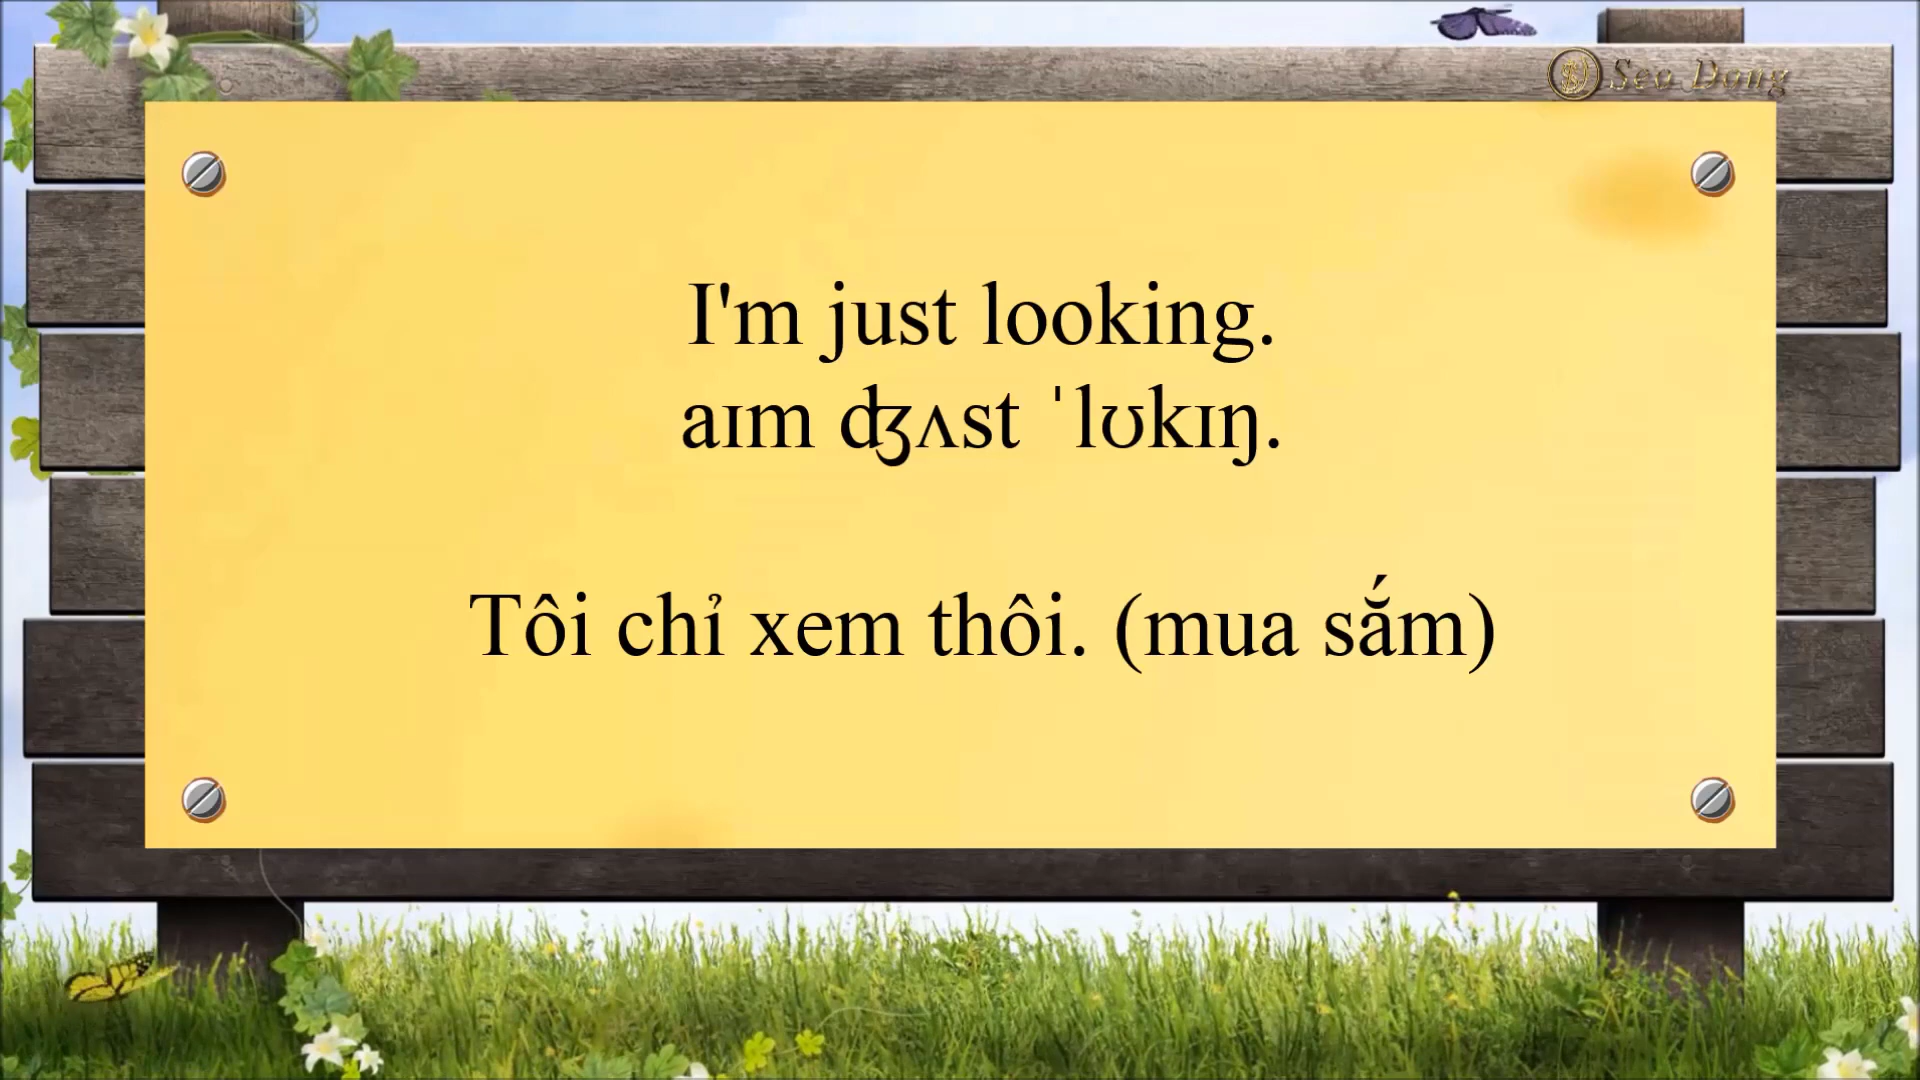 Seo Dong
I'm just looking.
aɪm ʤʌst ˈlʊkɪŋ.
Tôi chỉ xem thôi. (mua sắm)